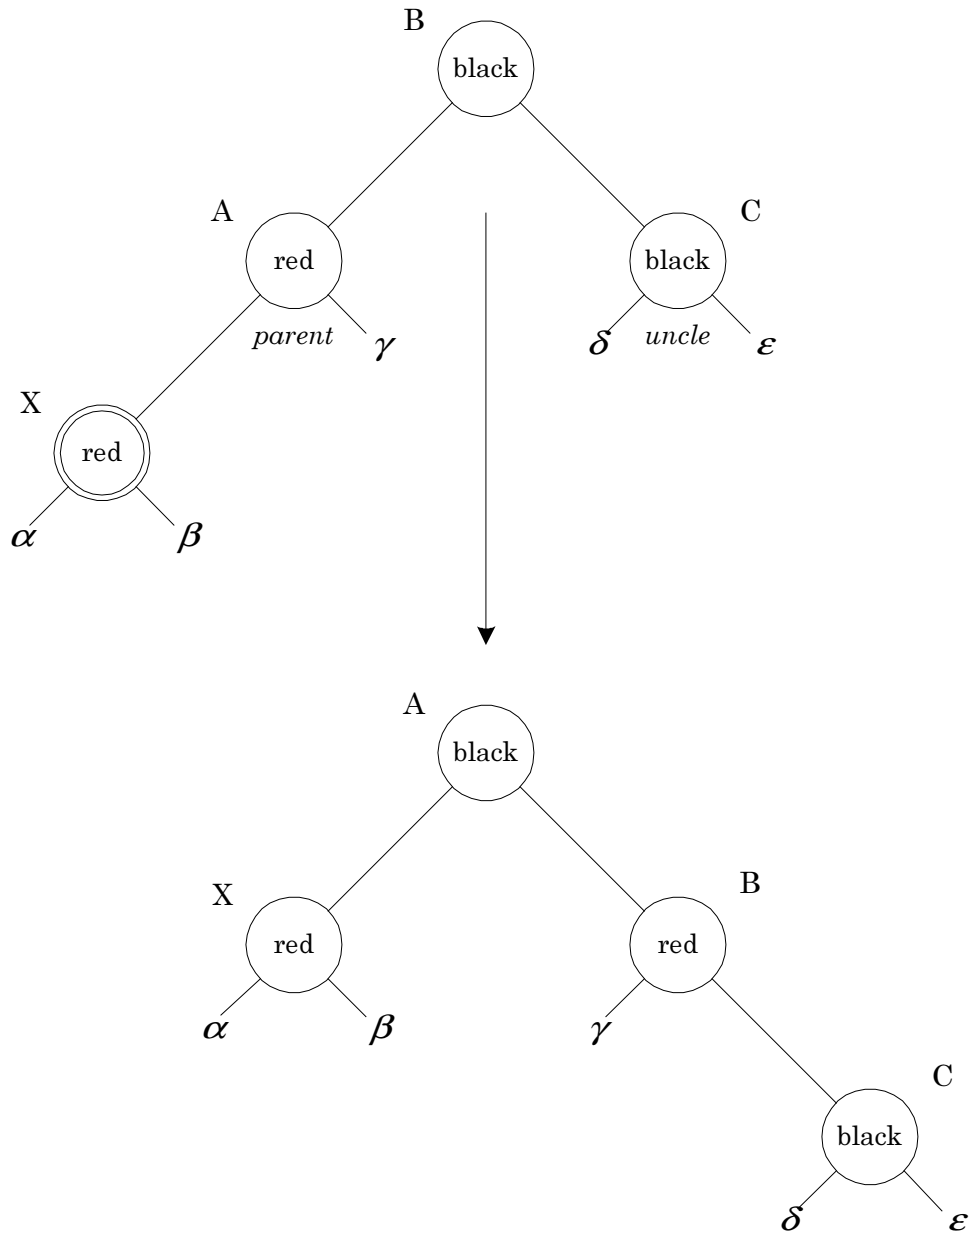 B
black
A
C
red
black
parent
γ
δ
uncle
ε
X
red
α
β
A
black
X
B
red
red
α
β
γ
C
black
δ
ε